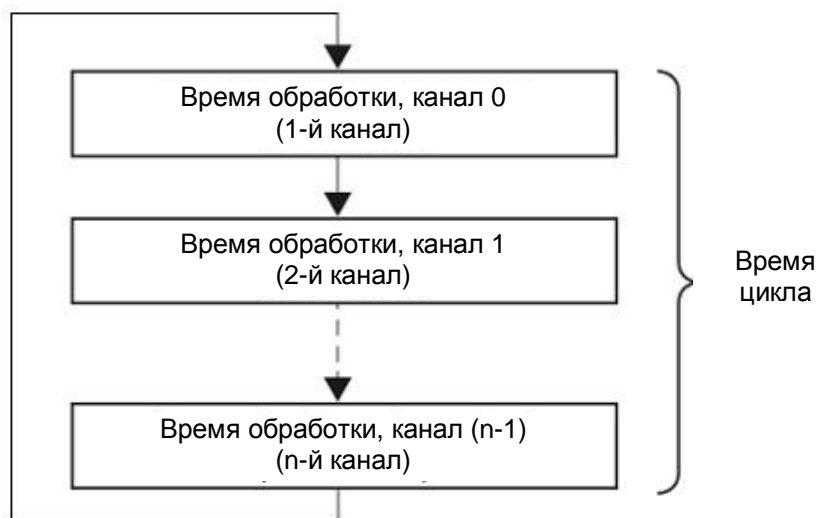 Время обработки, канал 0
(1-й канал)
Время обработки, канал 1
(2-й канал)
Время
цикла
Время обработки, канал (n-1)
(n-й канал)